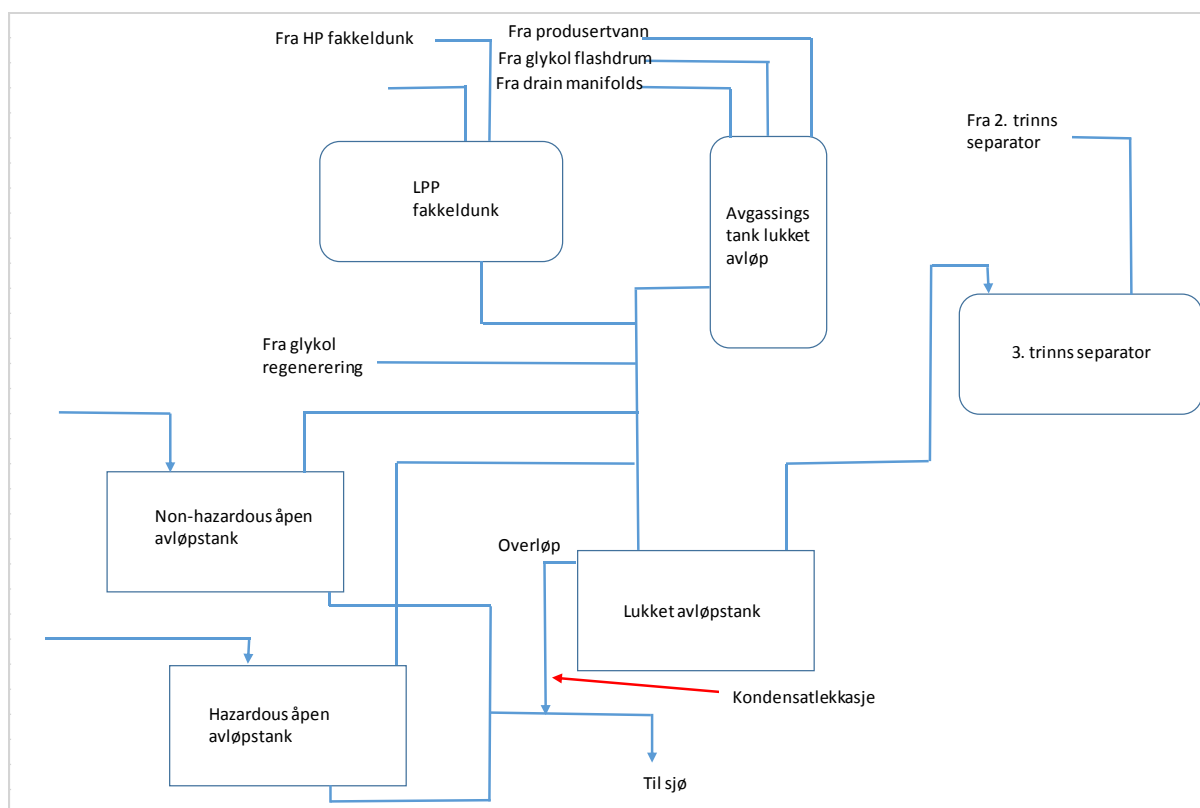 Fra HP fakkeldunk
Fra produsertvann
Fra glykol flashdrum
Fra drain manifolds
Fra 2. trinns
separator
LPP
fakkeldunk
Avgassings
tank lukket
avløp
3. trinns separator
Fra glykol
regenerering
Non-hazardous åpen
avløpstank
Overløp
Lukket avløpstank
Kondensatlekkasje
Hazardous åpen
avløpstank
Til sjø